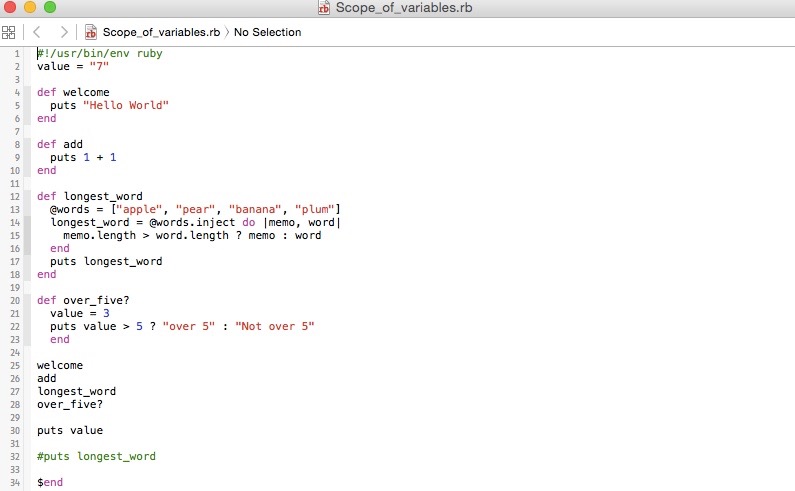 Scope_of_variables.rb
Scope_of_variables.rb 〉 No Selection
1 #!/usr/bin/env ruby
2 value = "7"
3
4 def welcome
5   puts "Hello World"
6 end
7
8 def add
9   puts 1 + 1
10 end
11
12 def longest_word
13   @words = ["apple", "pear", "banana", "plum"]
14   longest_word = @words.inject do |memo, word|
15     memo.length > word.length ? memo : word
16   end
17   puts longest_word
18 end
19
20 def over_five?
21   value = 3
22   puts value > 5 ? "over 5" : "Not over 5"
23   end
24
25 welcome
26 add
27 longest_word
28 over_five?
29
30 puts value
31
32 #puts longest_word
33
34 $end